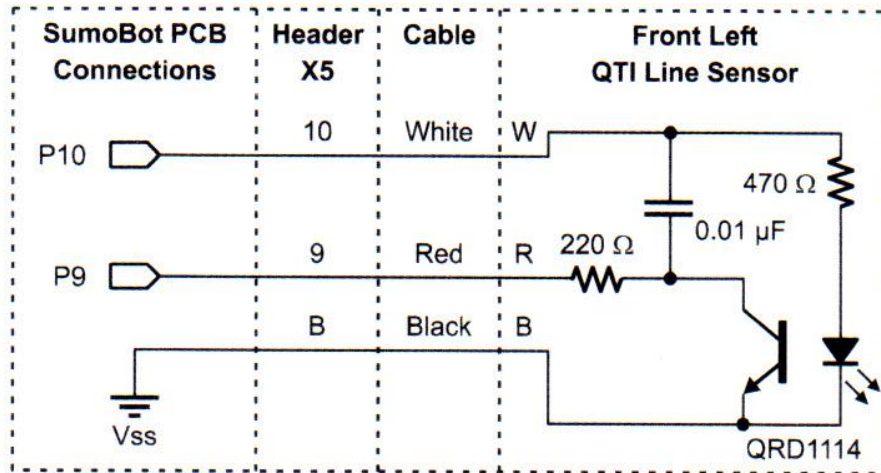 SumoBot PCB Connections
Header X5
Cable
Front Left QTI Line Sensor
P10
10
White
W
470 Ω
0.01 µF
220 Ω
P9
9
Red
R
B
Black
B
Vss
QRD1114